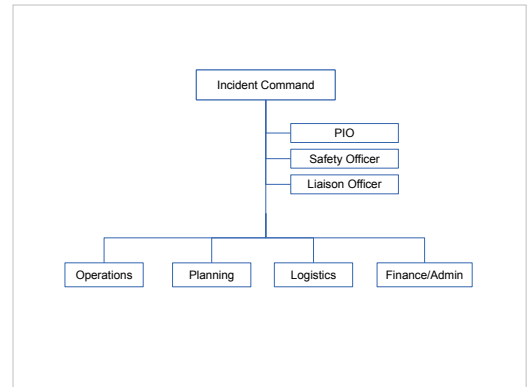 Incident Command
PIO
Safety Officer
Liaison Officer
Operations
Planning
Logistics
Finance/Admin